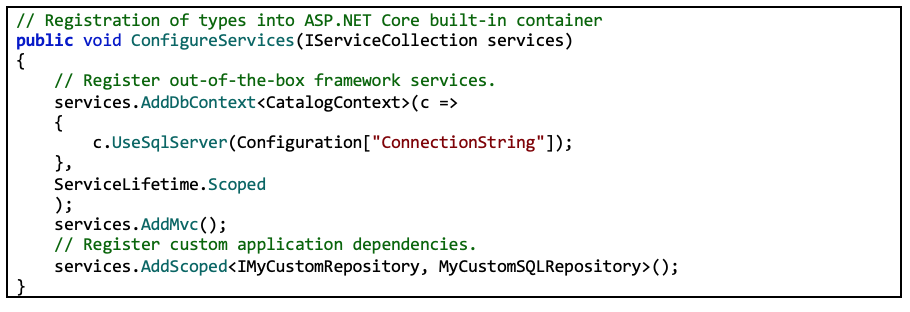 // Registration of types into ASP.NET Core built-in container
public void ConfigureServices(IServiceCollection services)
{
    // Register out-of-the-box framework services.
    services.AddDbContext<CatalogContext>(c =>
    {
        c.UseSqlServer(Configuration["ConnectionString"]);
    },
    ServiceLifetime.Scoped
    );
    services.AddMvc();
    // Register custom application dependencies.
    services.AddScoped<IMyCustomRepository, MyCustomSQLRepository>();
}